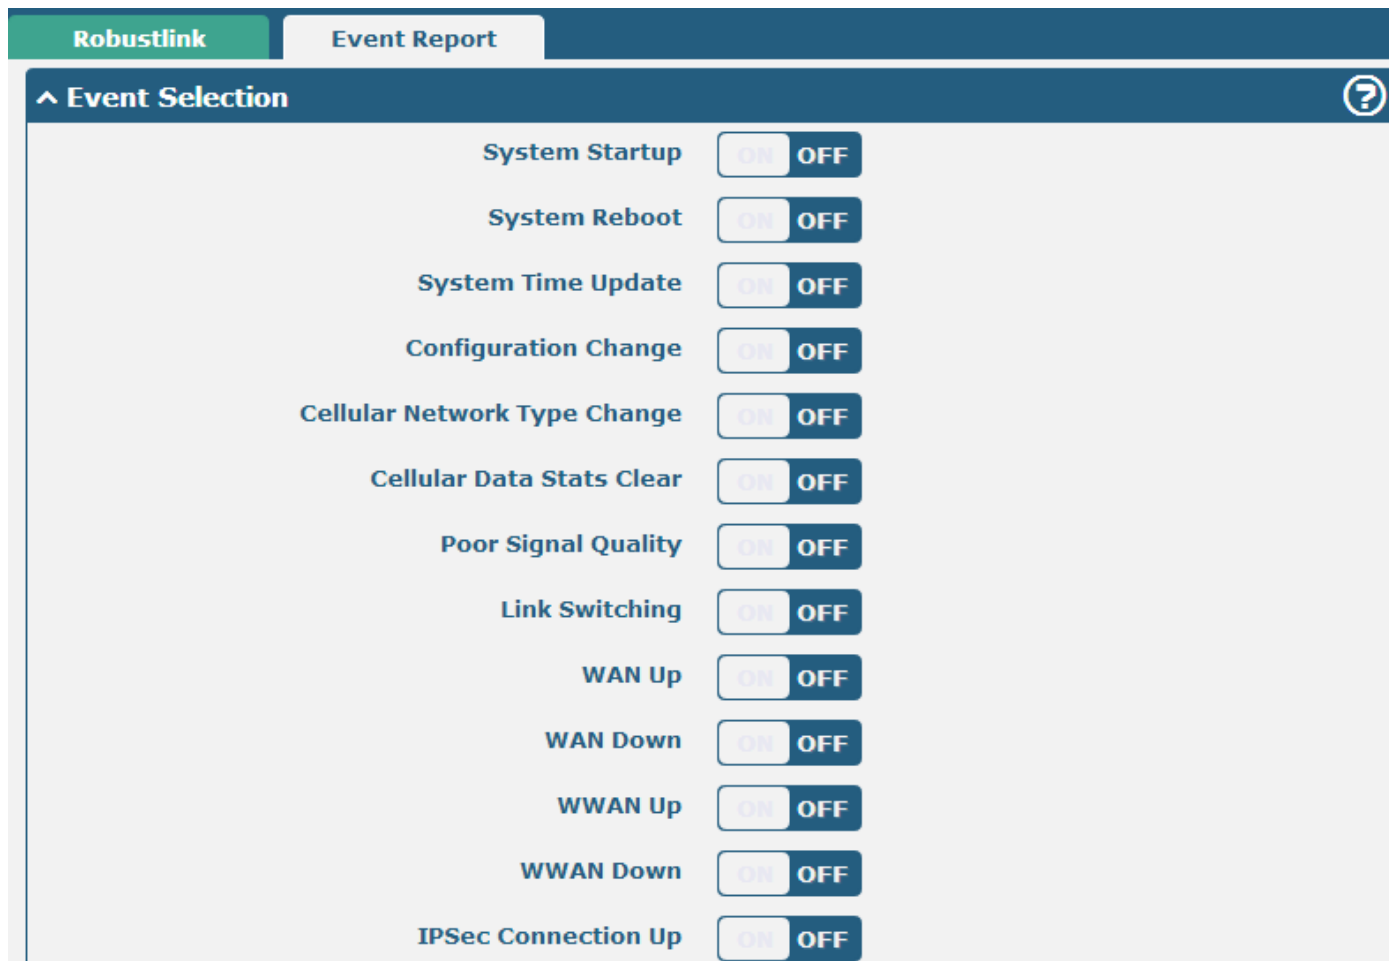 Robustlink Event Report
^ Event Selection ?
System Startup ON OFF
System Reboot ON OFF
System Time Update ON OFF
Configuration Change ON OFF
Cellular Network Type Change ON OFF
Cellular Data Stats Clear ON OFF
Poor Signal Quality ON OFF
Link Switching ON OFF
WAN Up ON OFF
WAN Down ON OFF
WWAN Up ON OFF
WWAN Down ON OFF
IPSec Connection Up ON OFF